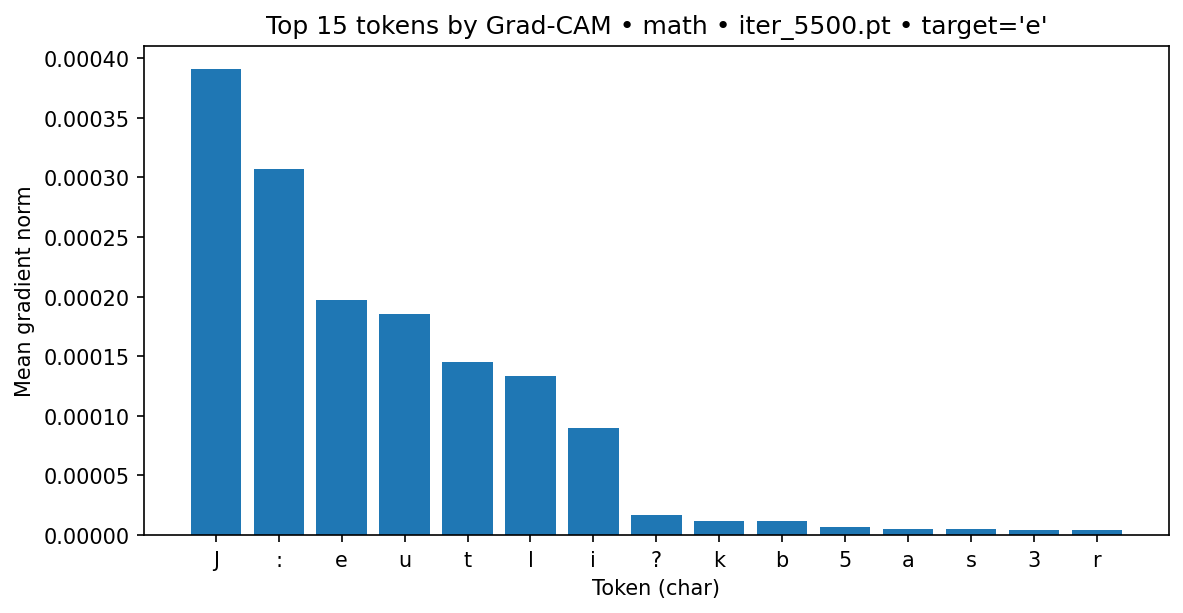 Top 15 tokens by Grad-CAM • math • iter_5500.pt • target='e'
0.00040
0.00035
0.00030
0.00025
0.00020
0.00015
0.00010
0.00005
0.00000
Mean gradient norm
J : e u t l i ? k b 5 a s 3 r
Token (char)